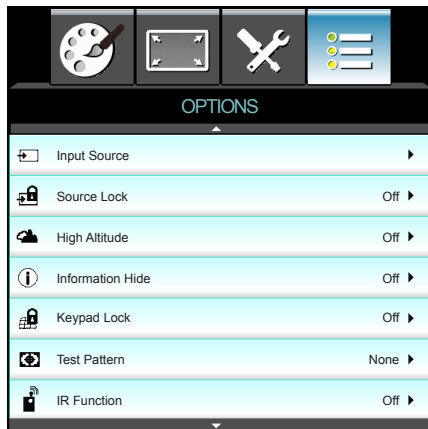 OPTIONS
Input Source
Source Lock Off
High Altitude Off
Information Hide Off
Keypad Lock Off
Test Pattern None
IR Function Off